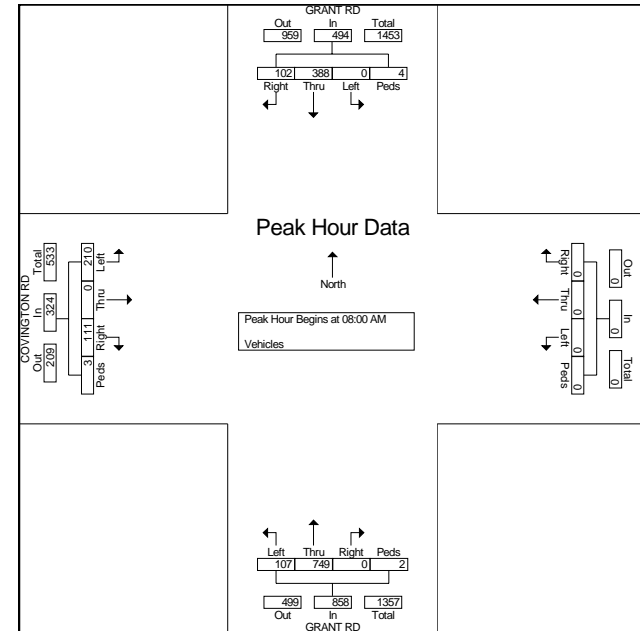 GRANT RD
Out In Total
959 494 1453
102 388 0 4
Right Thru Left Peds
Peak Hour Data
North
Peak Hour Begins at 08:00 AM
Vehicles
COVINGTON RD
Out In Total
209 324 533
3 111 0 210
Peds Right Thru Left
Out In Total
0 0 0
Right Thru Left Peds
0 0 0 0
Left Thru Right Peds
107 749 0 2
499 858 1357
Out In Total
GRANT RD